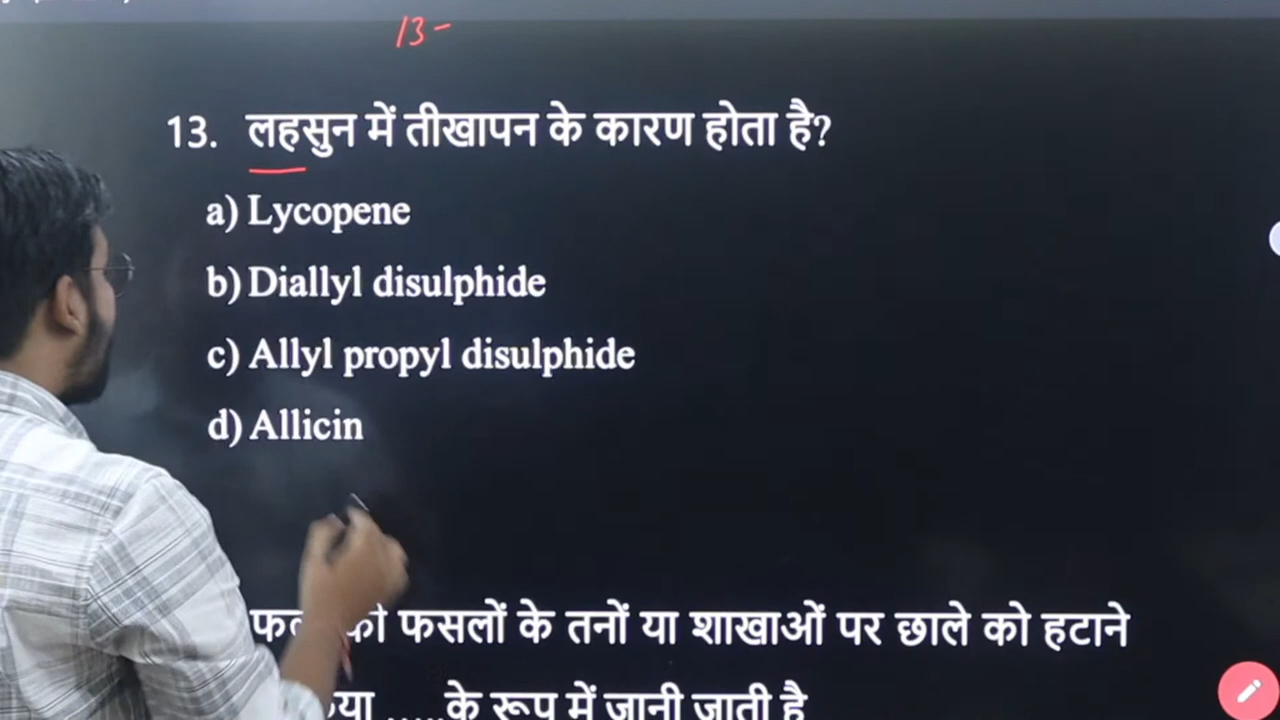 13-
13. लहसुन में तीखापन के कारण होता है?
a) Lycopene
b) Diallyl disulphide
c) Allyl propyl disulphide
d) Allicin
फसलों के तनों या शाखाओं पर छाले को हटाने
.....के रूप में जानी जाती है